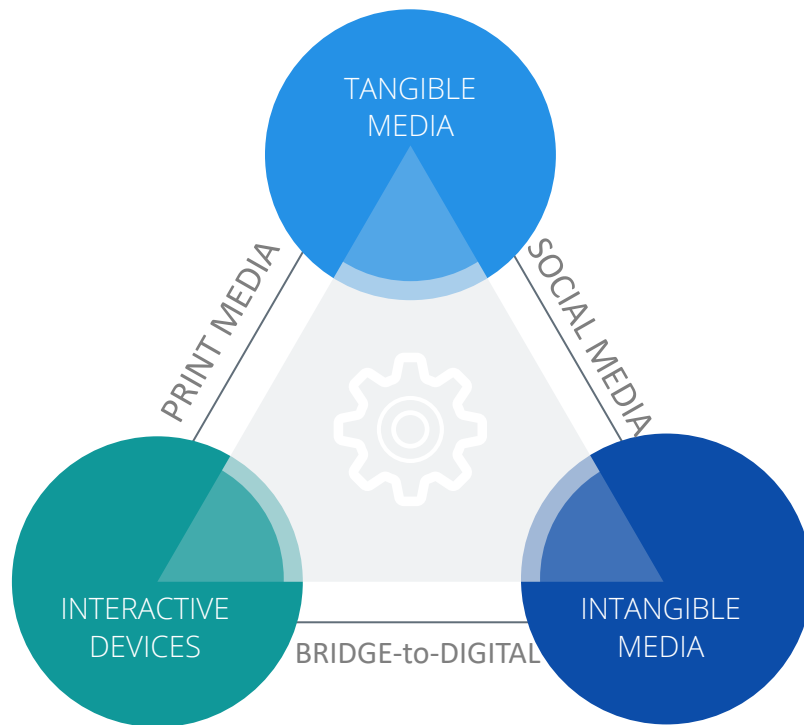 TANGIBLE
MEDIA
PRINT MEDIA
SOCIAL MEDIA
INTERACTIVE
DEVICES
BRIDGE-to-DIGITAL
INTANGIBLE
MEDIA